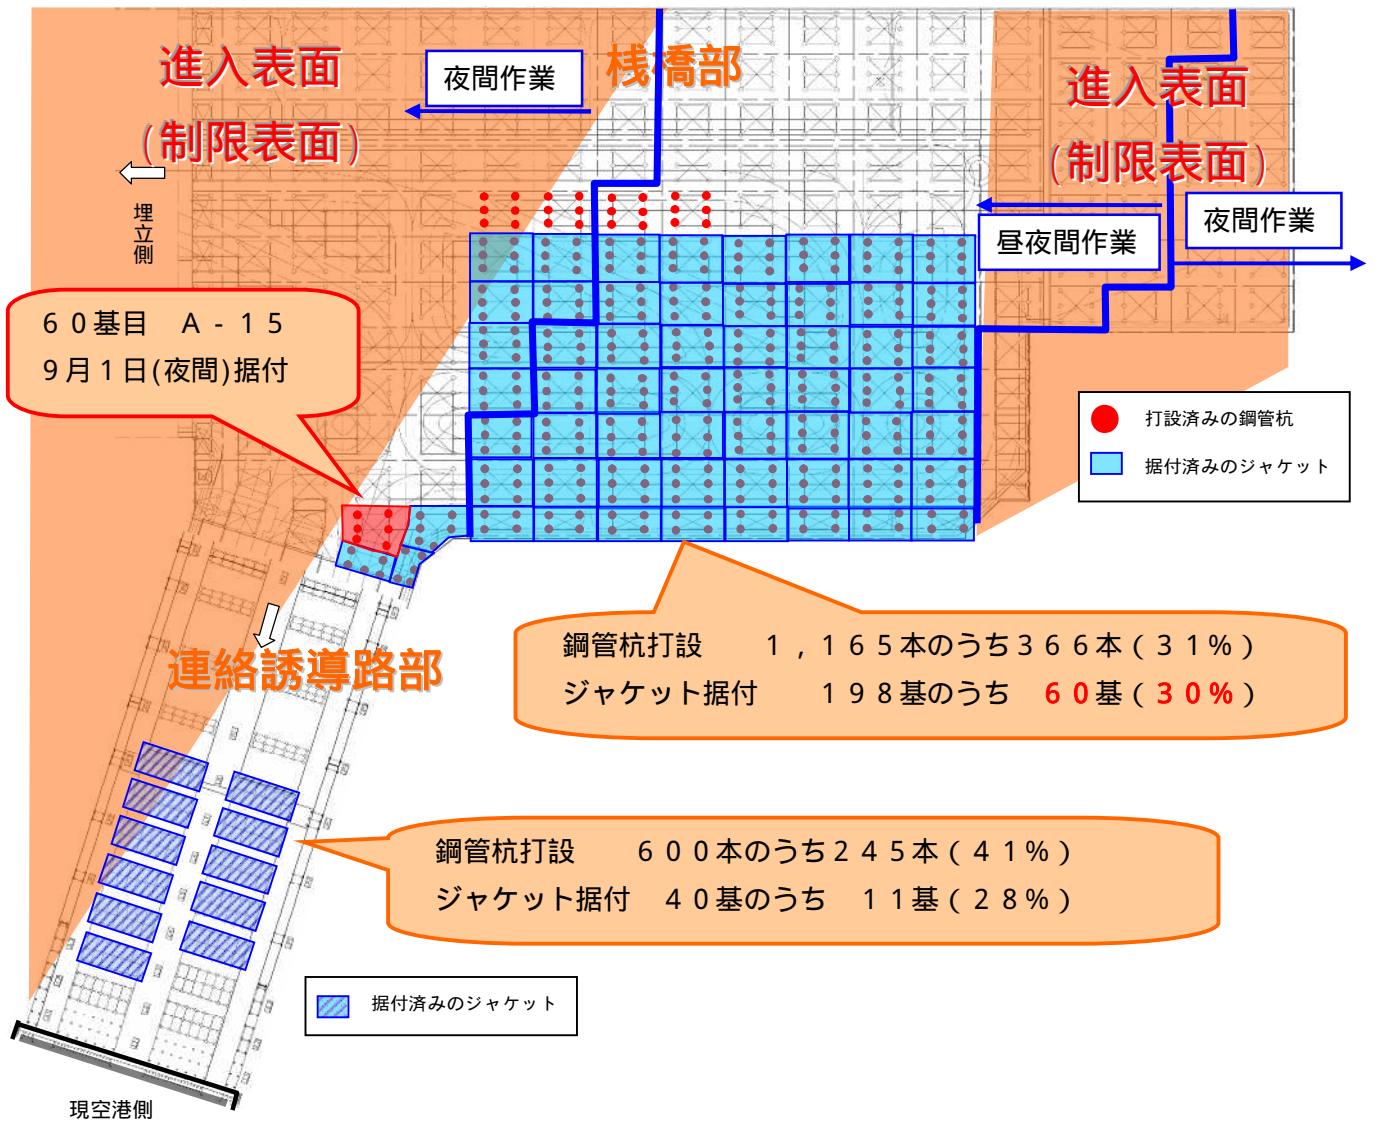 進入表面
(制限表面)
夜間作業
桟橋部
進入表面
(制限表面)
埋立側
昼夜間作業
夜間作業
６０基目　Ａ-１５
９月１日(夜間)据付
打設済みの鋼管杭
据付済みのジャケット
鋼管杭打設　　１，１６５本のうち３６６本（３１％）
ジャケット据付　　１９８基のうち　６０基（３０％）
連絡誘導路部
鋼管杭打設　　６００本のうち２４５本（４１％）
ジャケット据付　４０基のうち　１１基（２８％）
据付済みのジャケット
現空港側